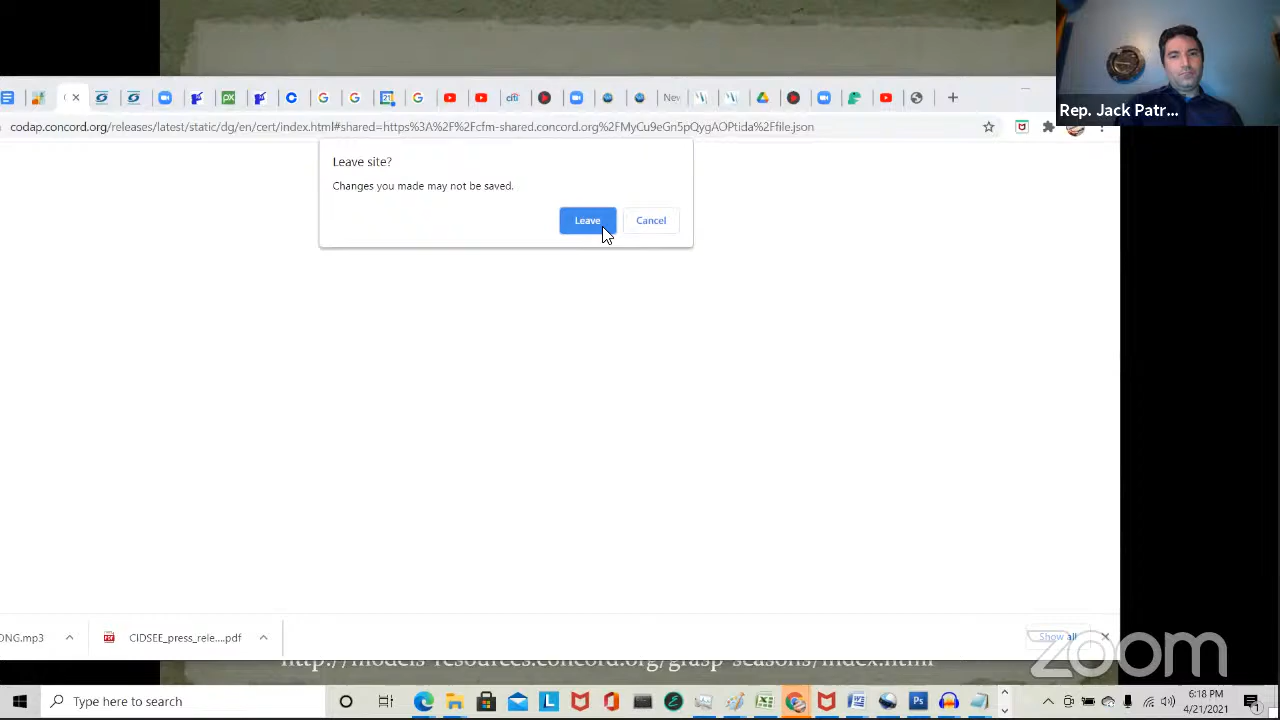 Rep. Jack Patr...
New
codap.concord.org/releases/latest/static/dg/en/cert/index.html#shared=https%3A%2F%2Fcfm-shared.concord.org%2FMyCu9eGn5pQygAOPtida%2Ffile.json
Leave site?
Changes you made may not be saved.
Leave
Cancel
ONG.mp3
CIDSEE_press_rele....pdf
Show all
zoom
http://models-resources.concord.org/grasp-seasons/index.html
Type here to search
6:18 PM
4/21/2021